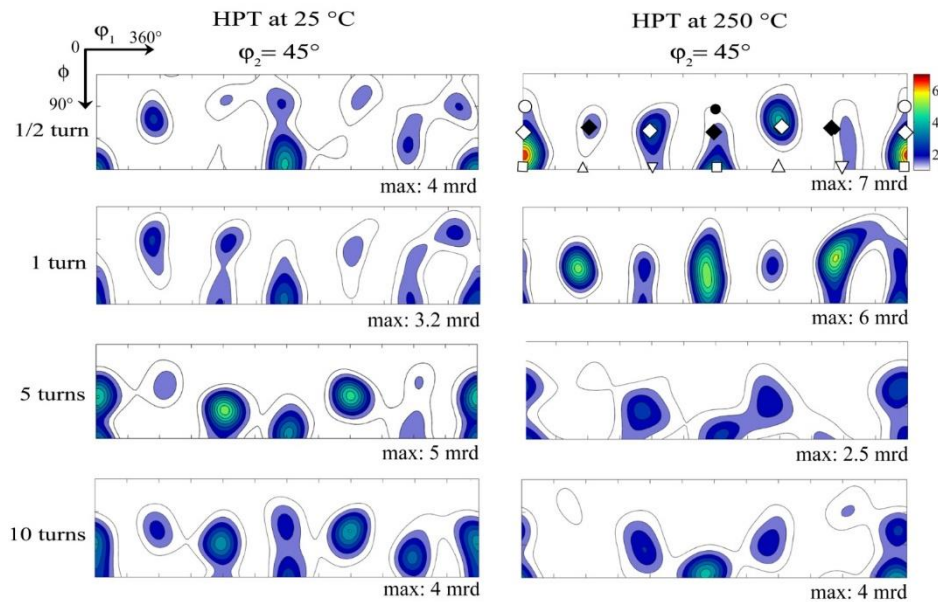 HPT at 25 °C
HPT at 250 °C
φ₂= 45°
φ₂= 45°
0 φ₁ 360°
ϕ
90°
1/2 turn
max: 4 mrd
max: 7 mrd
6
4
2
1 turn
max: 3.2 mrd
max: 6 mrd
5 turns
max: 5 mrd
max: 2.5 mrd
10 turns
max: 4 mrd
max: 4 mrd